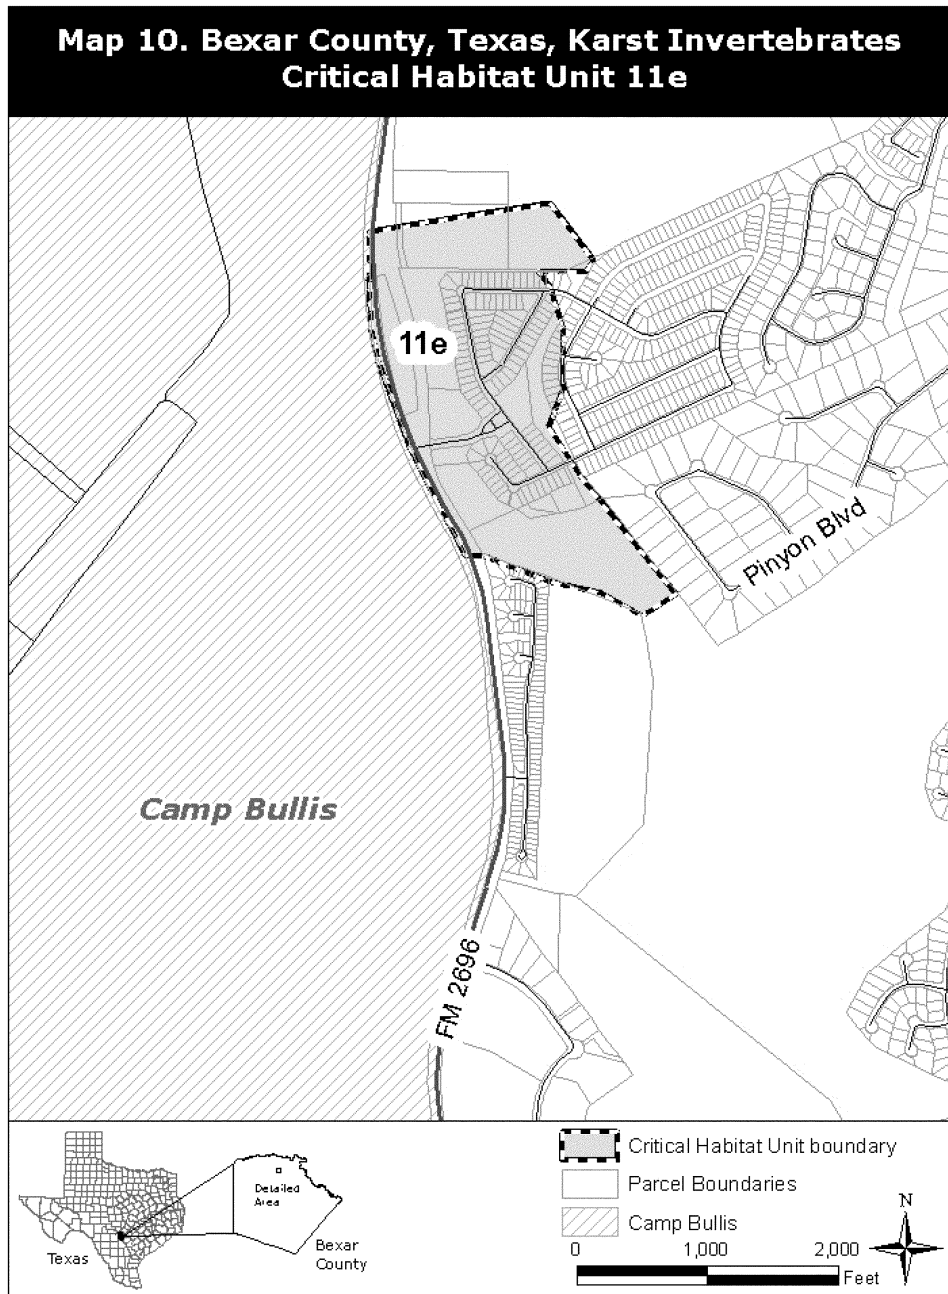 Map 10. Bexar County, Texas, Karst Invertebrates
Critical Habitat Unit 11e
11e
Pinyon Blvd
Camp Bullis
FM 2696
Texas
Detailed
Area
Bexar
County
Critical Habitat Unit boundary
Parcel Boundaries
Camp Bullis
N
0 1,000 2,000
Feet